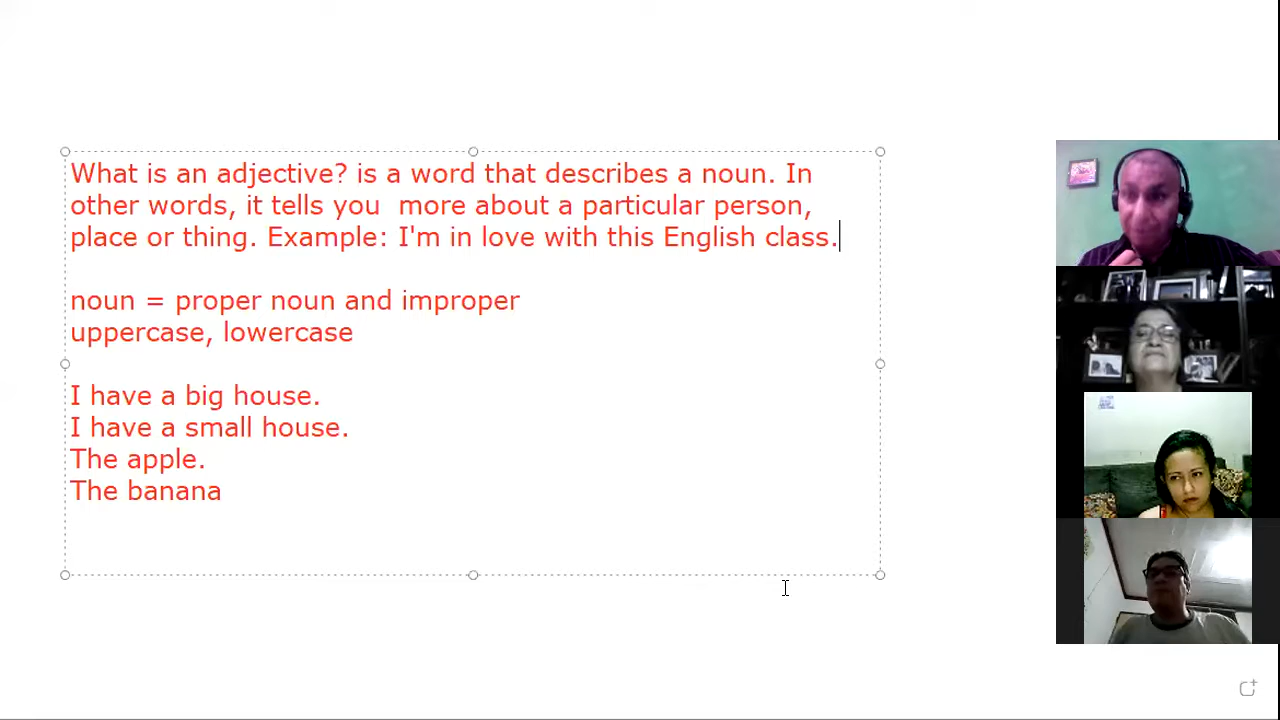 What is an adjective? is a word that describes a noun. In
other words, it tells you  more about a particular person,
place or thing. Example: I'm in love with this English class.
noun = proper noun and improper
uppercase, lowercase
I have a big house.
I have a small house.
The apple.
The banana